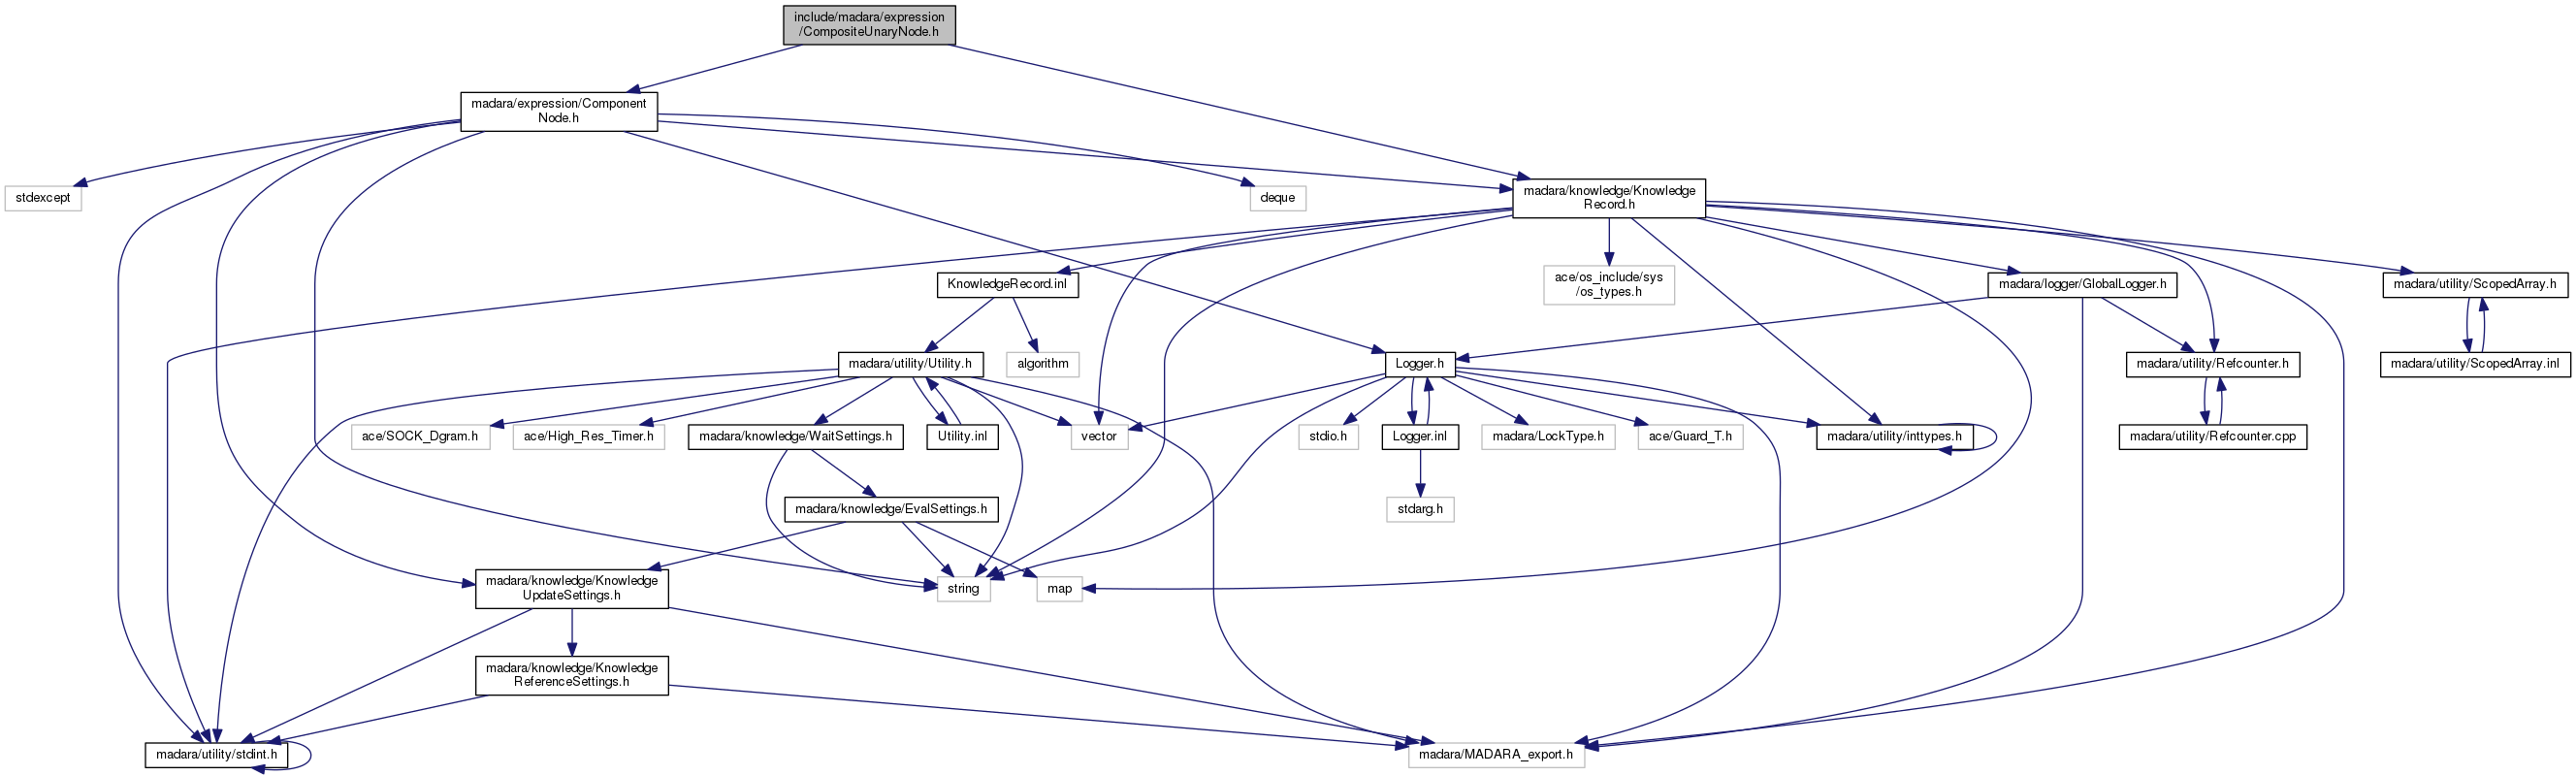 include/madara/expression
/CompositeUnaryNode.h
madara/expression/Component
Node.h
stdexcept
deque
madara/knowledge/Knowledge
Record.h
KnowledgeRecord.inl
ace/os_include/sys
/os_types.h
madara/logger/GlobalLogger.h
madara/utility/ScopedArray.h
madara/utility/Utility.h
algorithm
Logger.h
madara/utility/Refcounter.h
madara/utility/ScopedArray.inl
ace/SOCK_Dgram.h
ace/High_Res_Timer.h
madara/knowledge/WaitSettings.h
Utility.inl
vector
stdio.h
Logger.inl
madara/LockType.h
ace/Guard_T.h
madara/utility/inttypes.h
madara/utility/Refcounter.cpp
madara/knowledge/EvalSettings.h
stdarg.h
madara/knowledge/Knowledge
UpdateSettings.h
string
map
madara/knowledge/Knowledge
ReferenceSettings.h
madara/utility/stdint.h
madara/MADARA_export.h